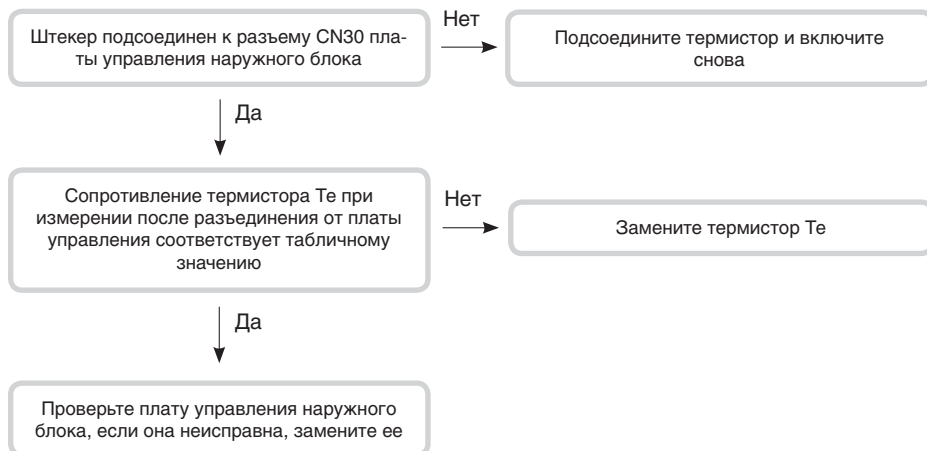 Штекер подсоединен к разъему CN30 пла-
ты управления наружного блока
Нет
Подсоедините термистор и включите
снова
Да
Сопротивление термистора Te при
измерении после разъединения от платы
управления соответствует табличному
значению
Нет
Замените термистор Te
Да
Проверьте плату управления наружного
блока, если она неисправна, замените ее